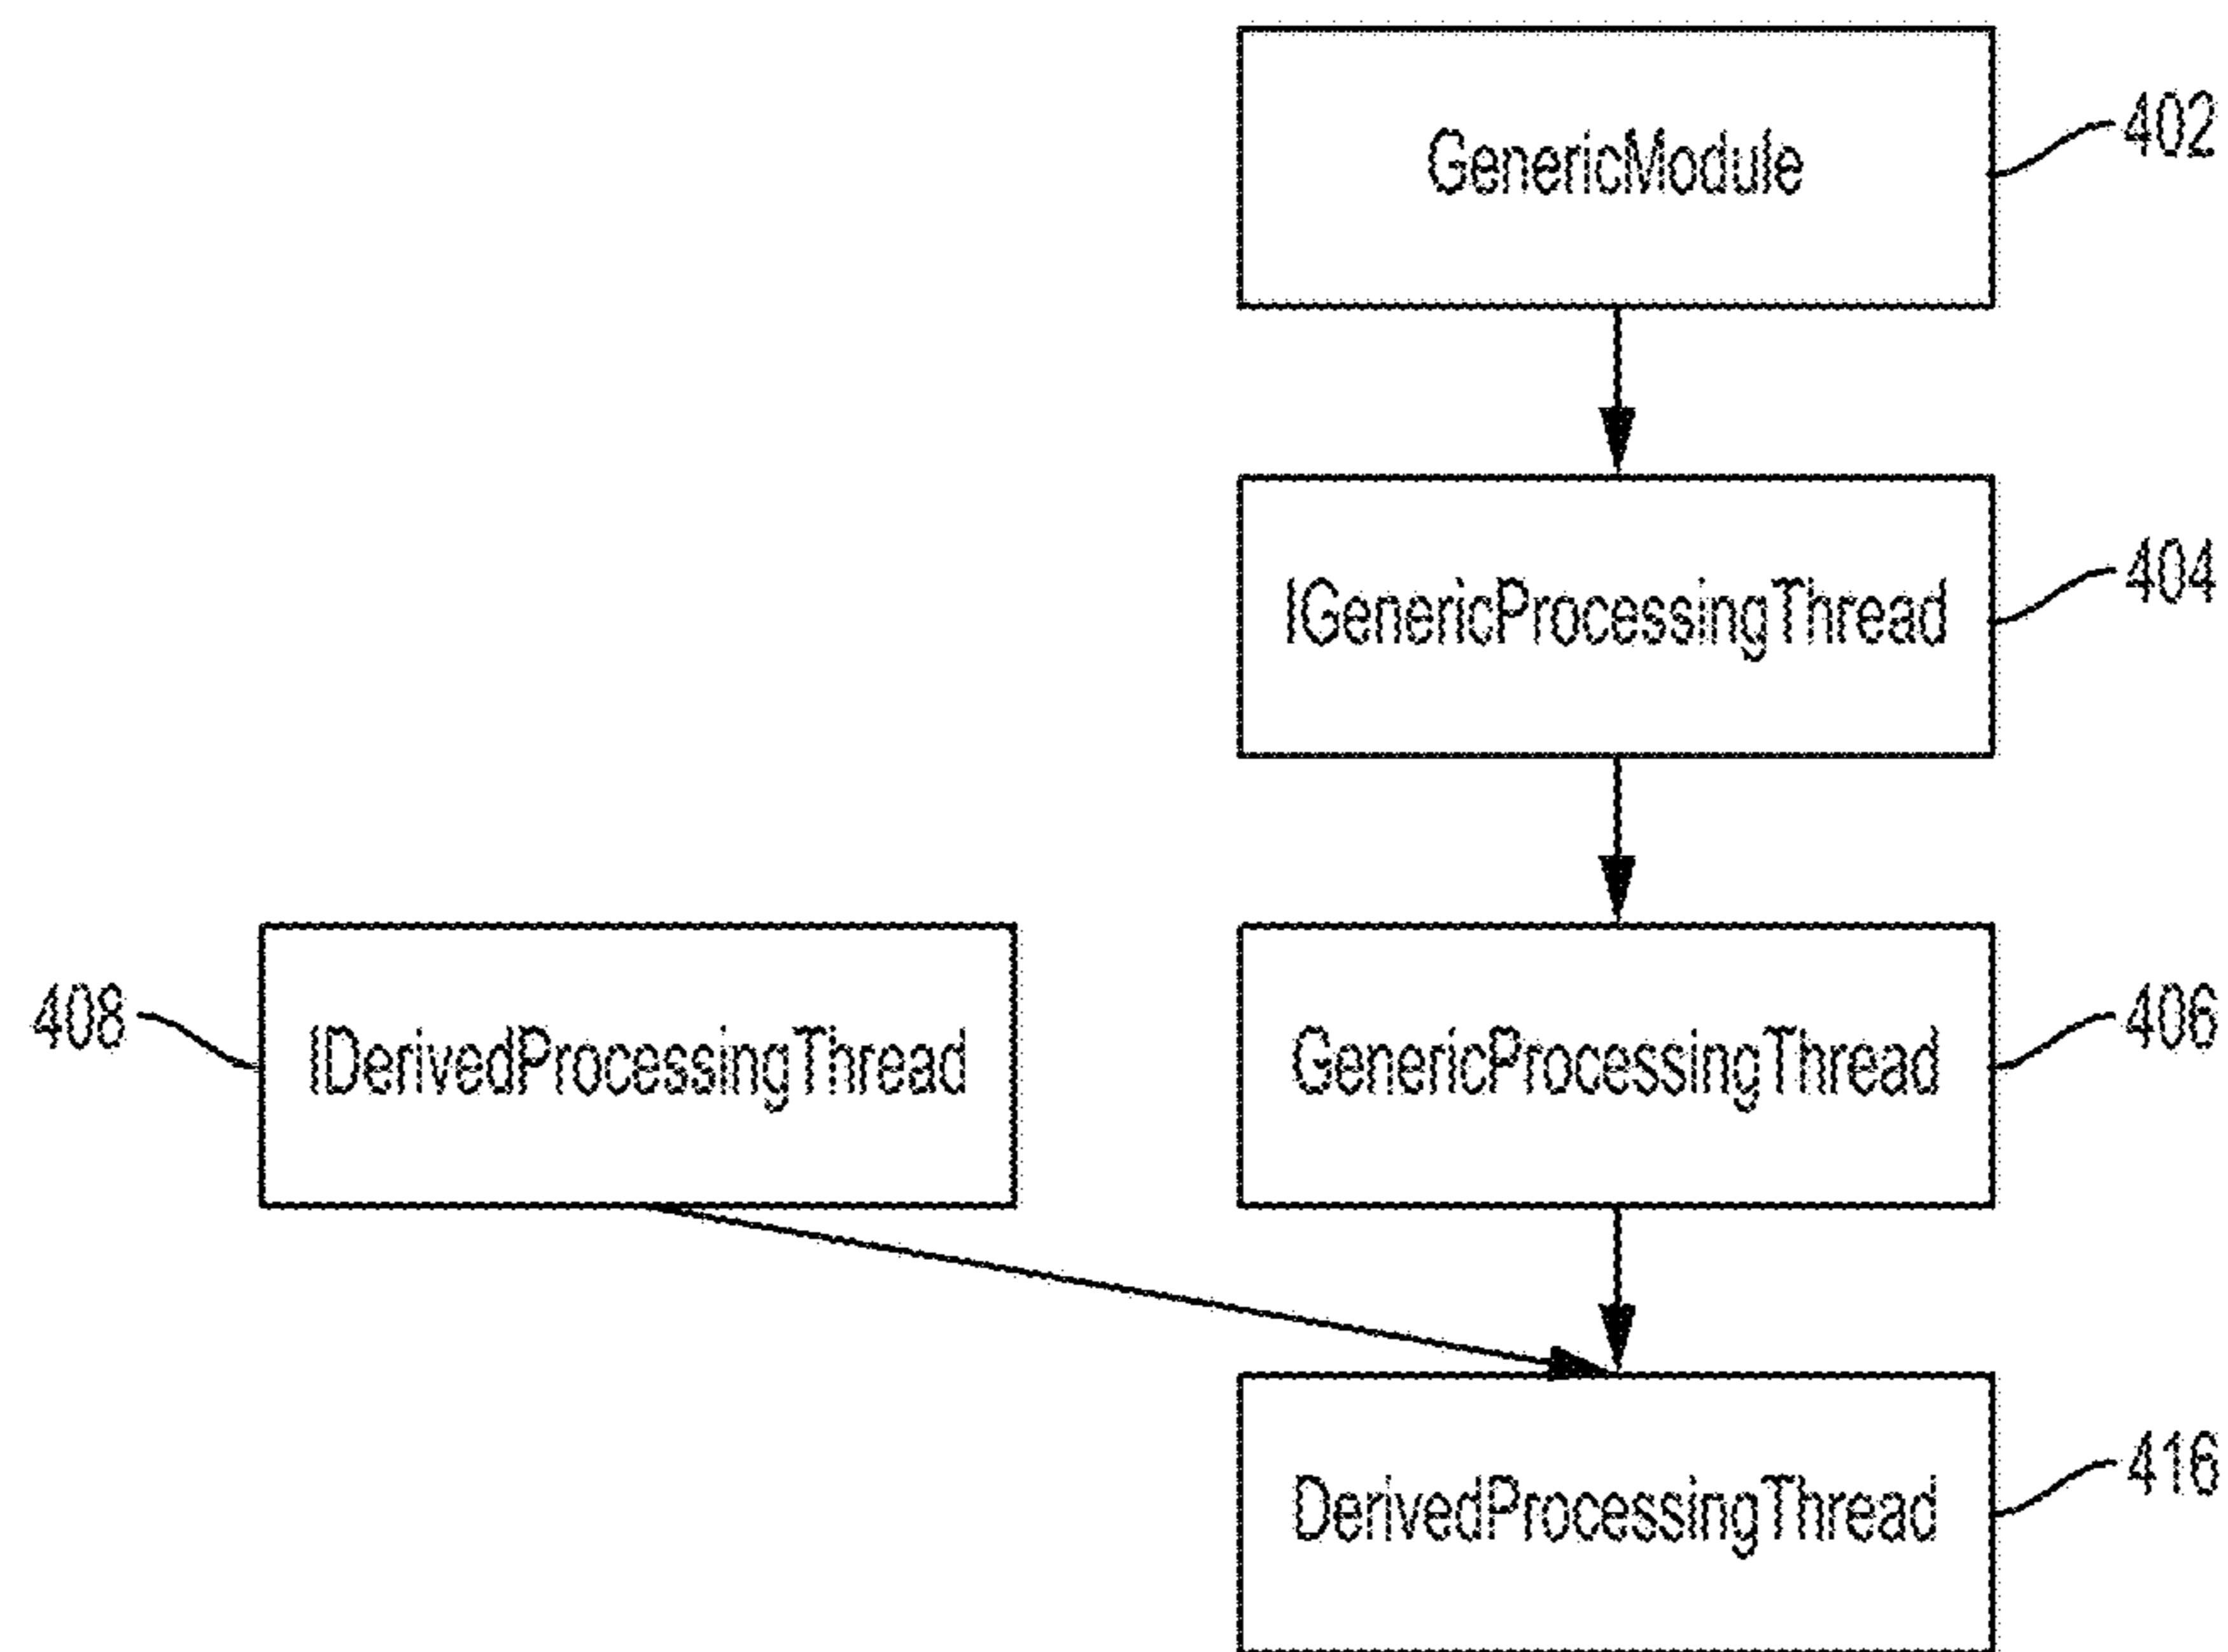 GenericModule
402
IGenericProcessingThread
404
408
IDerivedProcessingThread
GenericProcessingThread
406
DerivedProcessingThread
416